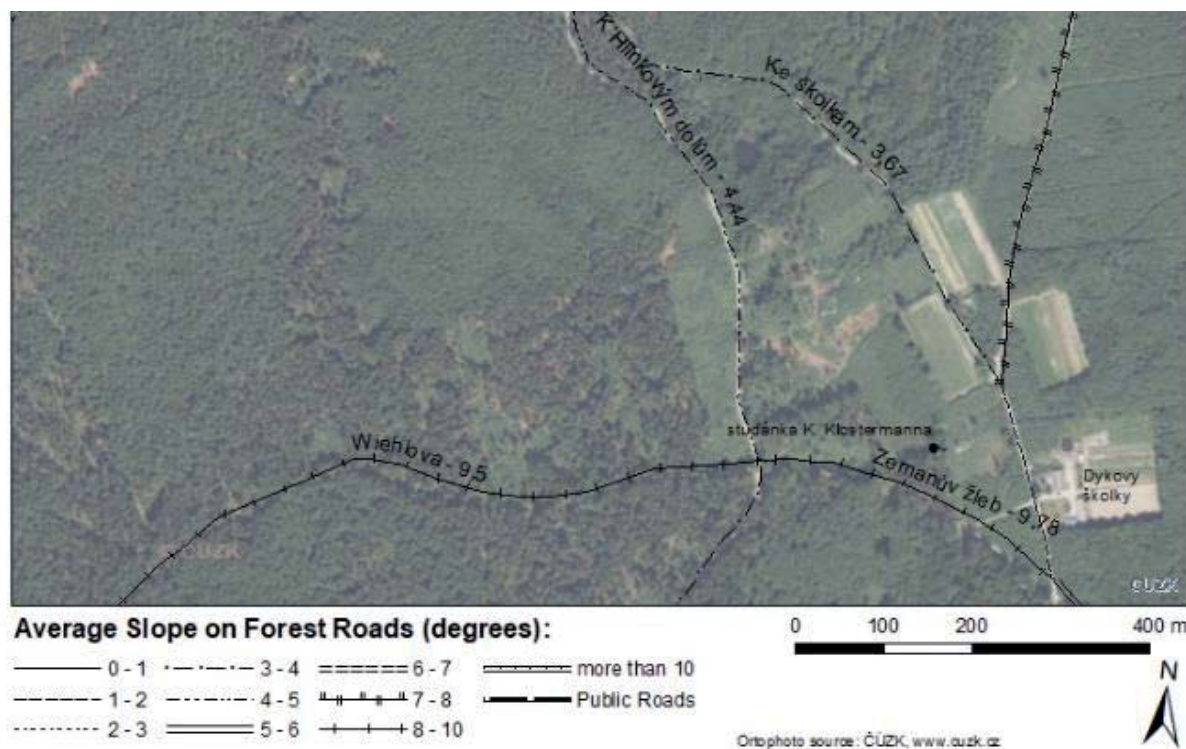 K Hlinkovým dolům - 4,44
Ke školkám - 3,67
studánka K. Klostermanna
Wiehlova - 9,5
Zemanův žleb - 9,78
Dykovy
školky
ČÚZK
ČÚZK
Average Slope on Forest Roads (degrees):
0 - 1
1 - 2
2 - 3
3 - 4
4 - 5
5 - 6
6 - 7
7 - 8
8 - 10
more than 10
Public Roads
0 100 200 400 m
N
Ortophoto source: ČÚZK, www.cuzk.cz